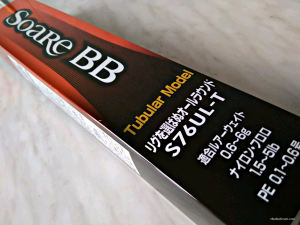 SOARE BB
Tubular Model
リグを選ばぬオールラウンド
S76UL-T
適合ルアーウェイト
0.6~6g
ナイロン・フロロ
1.5~5lb
PE 0.1~0.6号